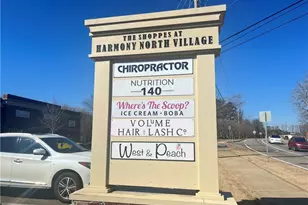 THE SHOPPES AT
HARMONY NORTH VILLAGE
CHIROPRACTOR
NUTRITION
140
WHERE'S THE SCOOP?
ICE CREAM · BOBA
VOLUME
HAIR & LASH CO
WEST & PEACH